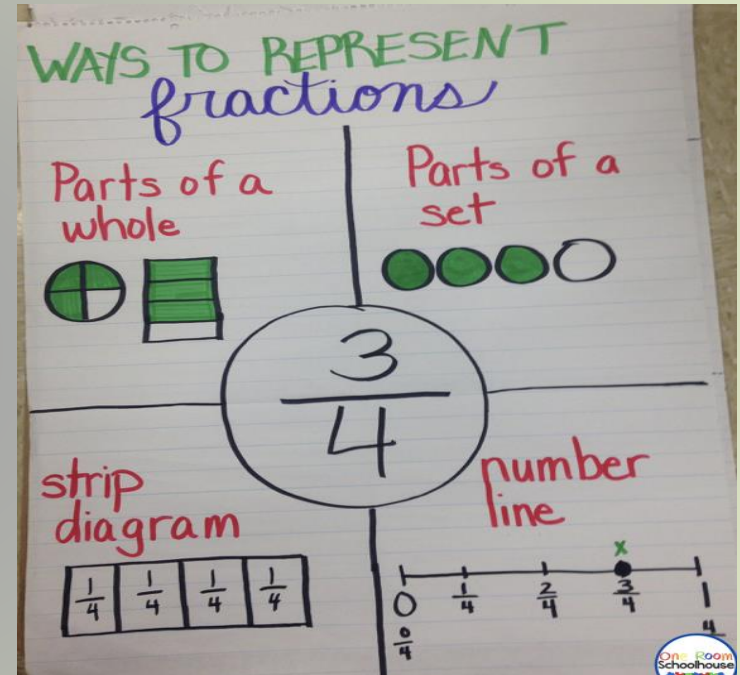 WAYS TO REPRESENT
fractions
Parts of a
whole
Parts of a
set
3
4
strip
diagram
1 1 1 1
4 4 4 4
number
line
x
0 1 2 3 1
4 4 4
0 4
4
One Room
Schoolhouse